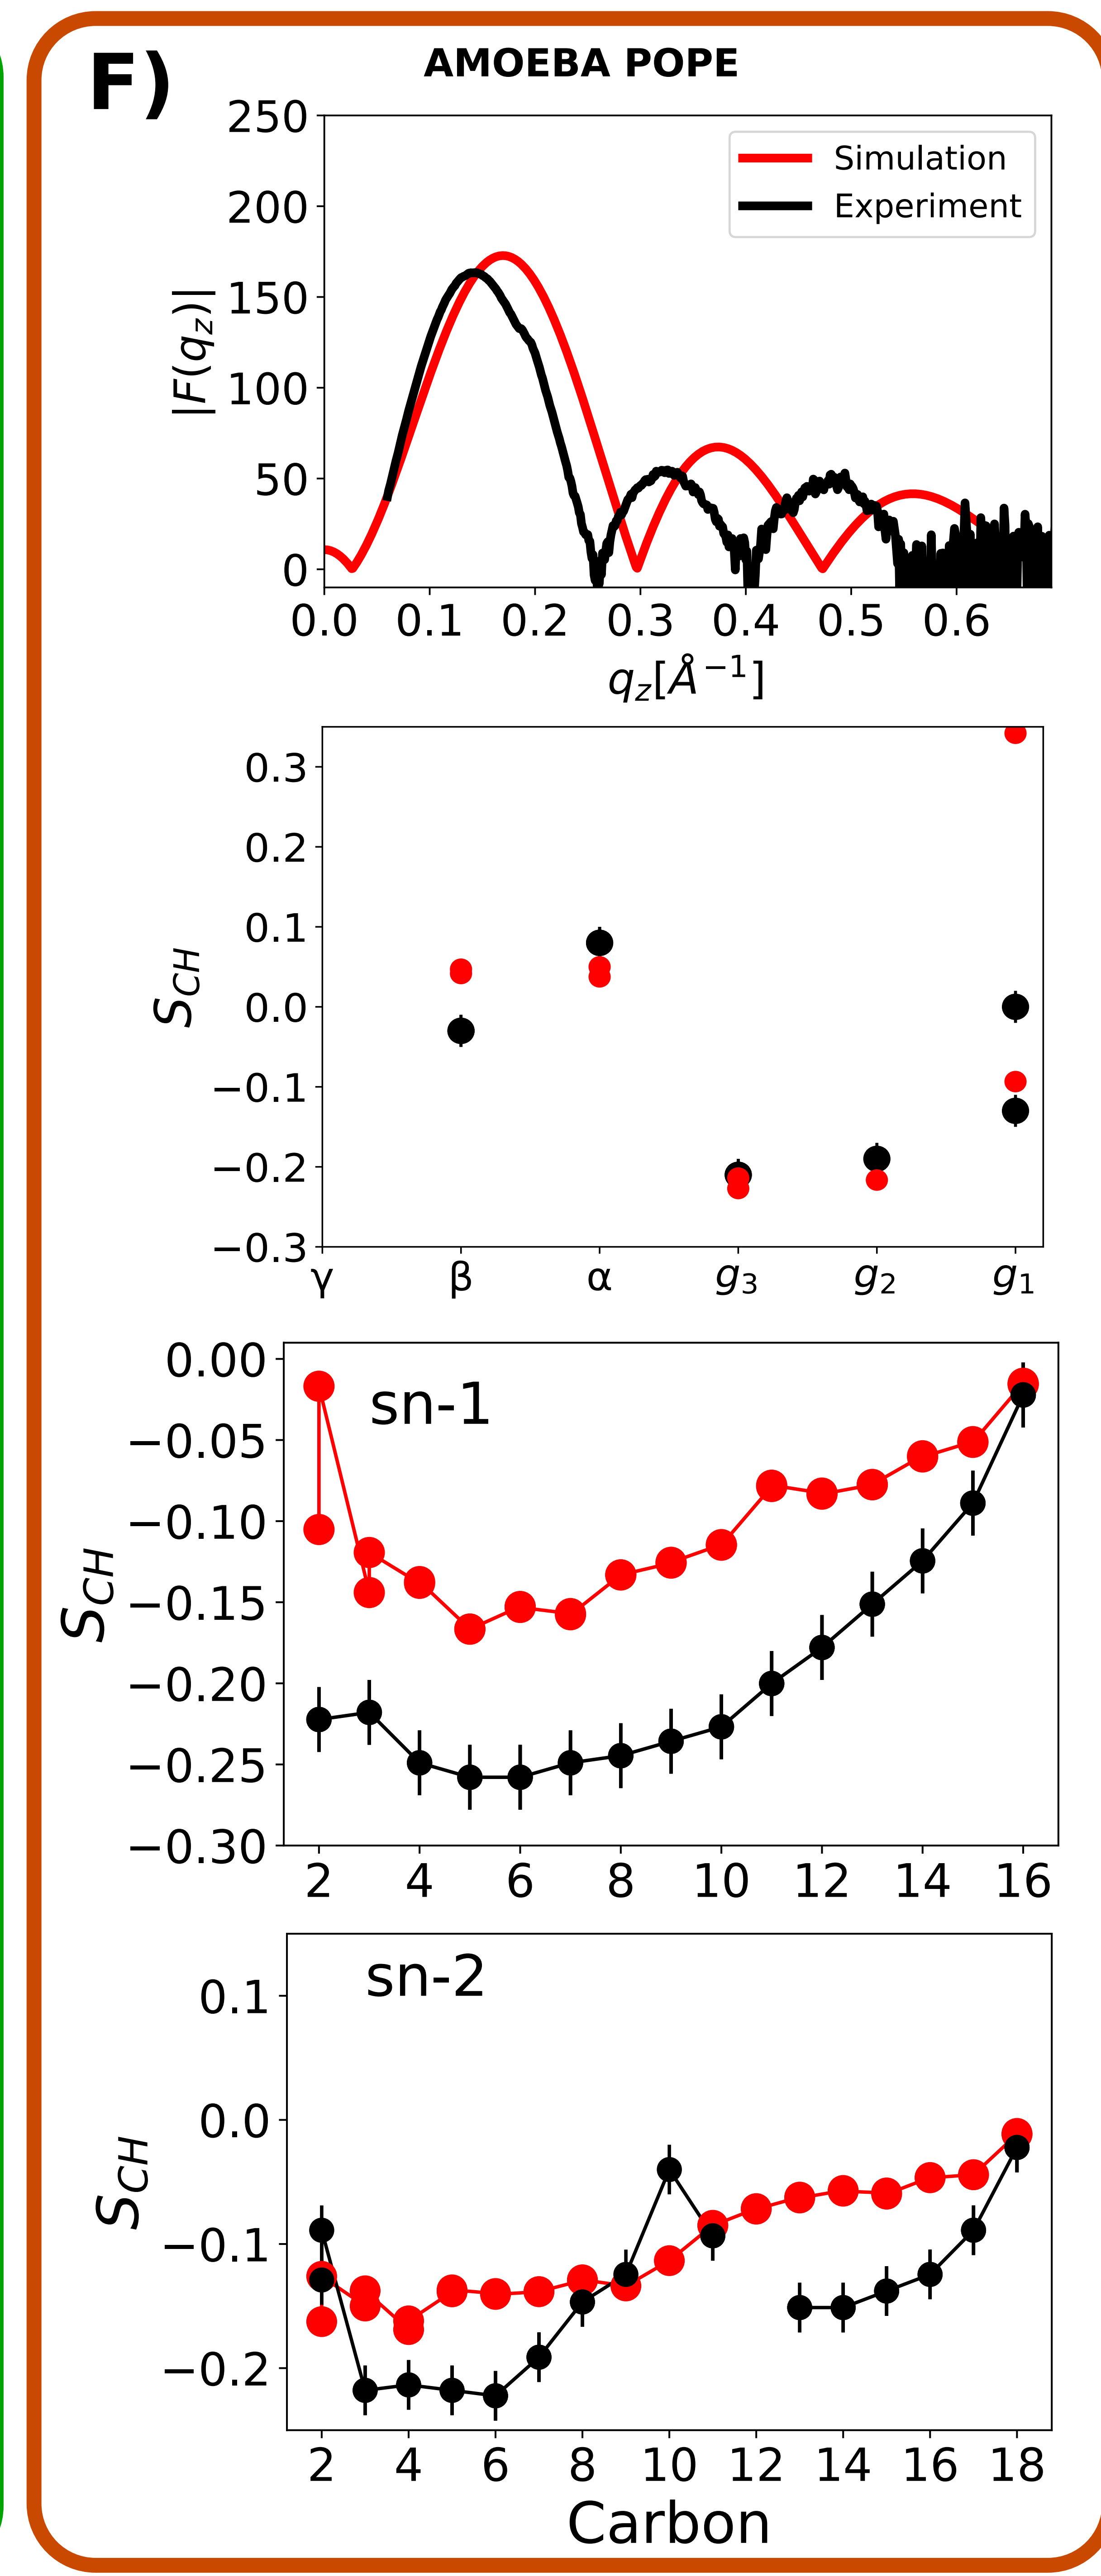 F)
AMOEBA POPE
250
200
150
100
50
0
|F(q_z)|
Simulation
Experiment
0.0 0.1 0.2 0.3 0.4 0.5 0.6
q_z[Å⁻¹]
0.3
0.2
0.1
0.0
−0.1
−0.2
−0.3
S_CH
γ β α g₃ g₂ g₁
0.00
−0.05
−0.10
−0.15
−0.20
−0.25
−0.30
S_CH
sn-1
2 4 6 8 10 12 14 16
sn-2
0.1
0.0
−0.1
−0.2
S_CH
2 4 6 8 10 12 14 16 18
Carbon